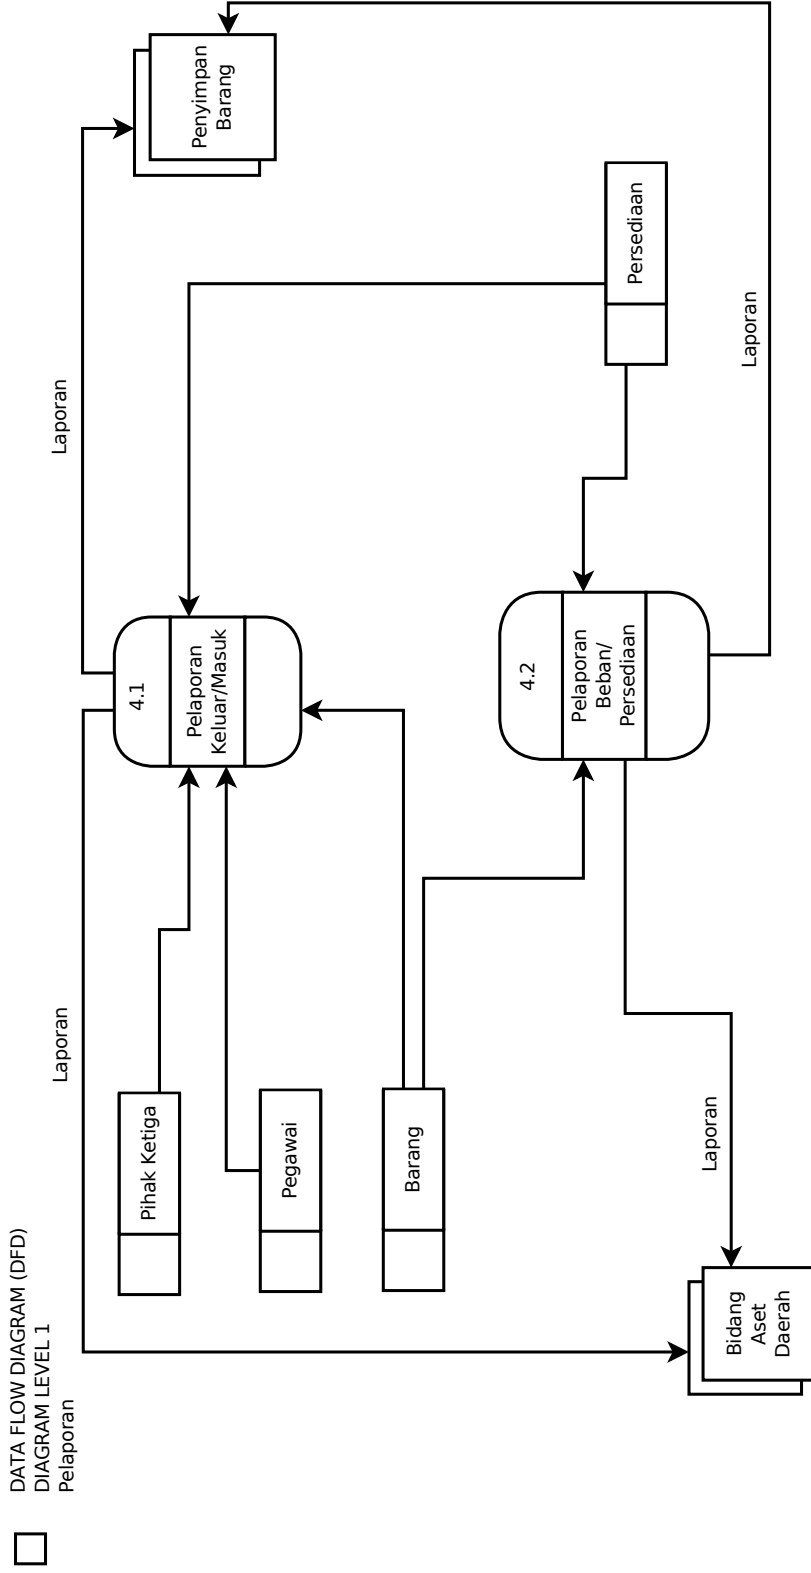 DATA FLOW DIAGRAM (DFD)
DIAGRAM LEVEL 1
Pelaporan
Laporan
Laporan
Pihak Ketiga
4.1
Pelaporan
Keluar/Masuk
Penyimpan
Barang
Pegawai
Barang
4.2
Pelaporan
Beban/
Persediaan
Persediaan
Laporan
Laporan
Bidang
Aset
Daerah